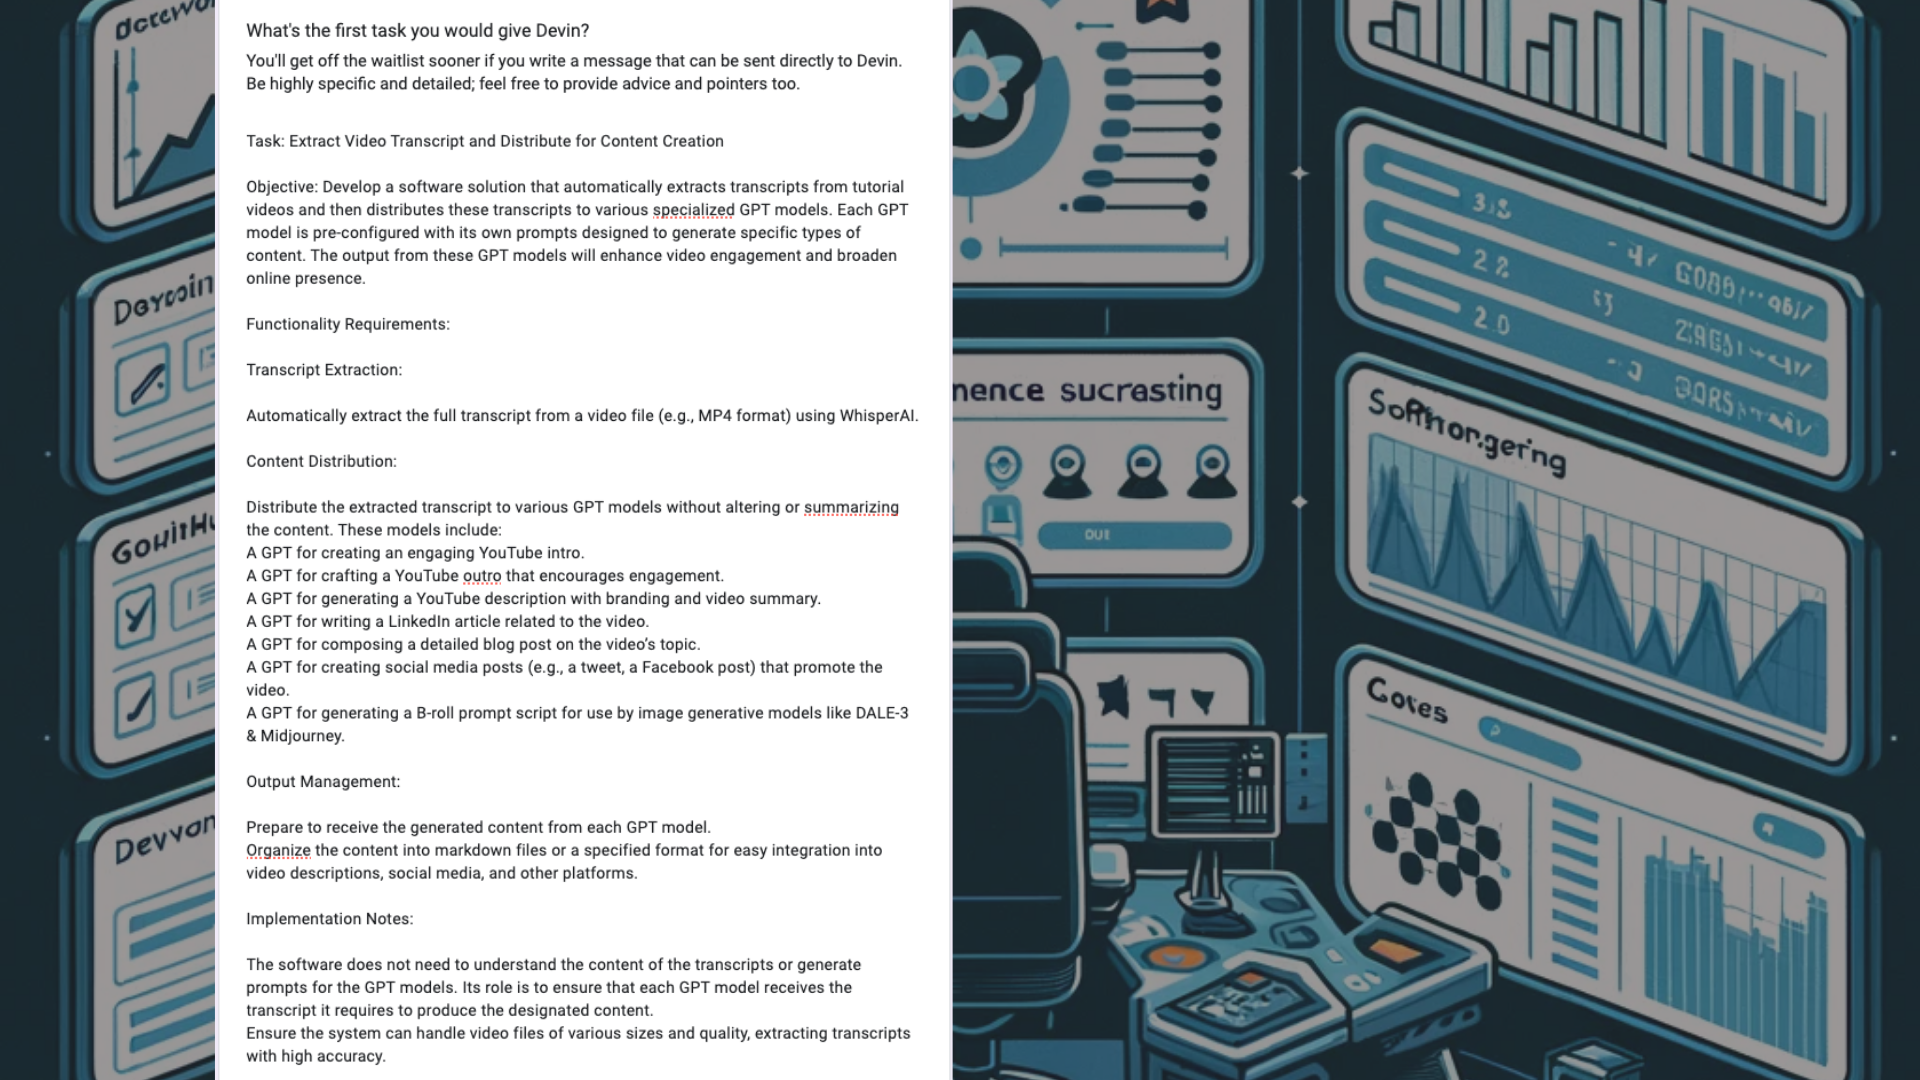 What's the first task you would give Devin?
You'll get off the waitlist sooner if you write a message that can be sent directly to Devin.
Be highly specific and detailed; feel free to provide advice and pointers too.
Task: Extract Video Transcript and Distribute for Content Creation
Objective: Develop a software solution that automatically extracts transcripts from tutorial
videos and then distributes these transcripts to various specialized GPT models. Each GPT
model is pre-configured with its own prompts designed to generate specific types of
content. The output from these GPT models will enhance video engagement and broaden
online presence.
Functionality Requirements:
Transcript Extraction:
Automatically extract the full transcript from a video file (e.g., MP4 format) using WhisperAI.
Content Distribution:
Distribute the extracted transcript to various GPT models without altering or summarizing
the content. These models include:
A GPT for creating an engaging YouTube intro.
A GPT for crafting a YouTube outro that encourages engagement.
A GPT for generating a YouTube description with branding and video summary.
A GPT for writing a LinkedIn article related to the video.
A GPT for composing a detailed blog post on the video's topic.
A GPT for creating social media posts (e.g., a tweet, a Facebook post) that promote the
video.
A GPT for generating a B-roll prompt script for use by image generative models like DALE-3
& Midjourney.
Output Management:
Prepare to receive the generated content from each GPT model.
Organize the content into markdown files or a specified format for easy integration into
video descriptions, social media, and other platforms.
Implementation Notes:
The software does not need to understand the content of the transcripts or generate
prompts for the GPT models. Its role is to ensure that each GPT model receives the
transcript it requires to produce the designated content.
Ensure the system can handle video files of various sizes and quality, extracting transcripts
with high accuracy.
nence sucrasting
Gotes